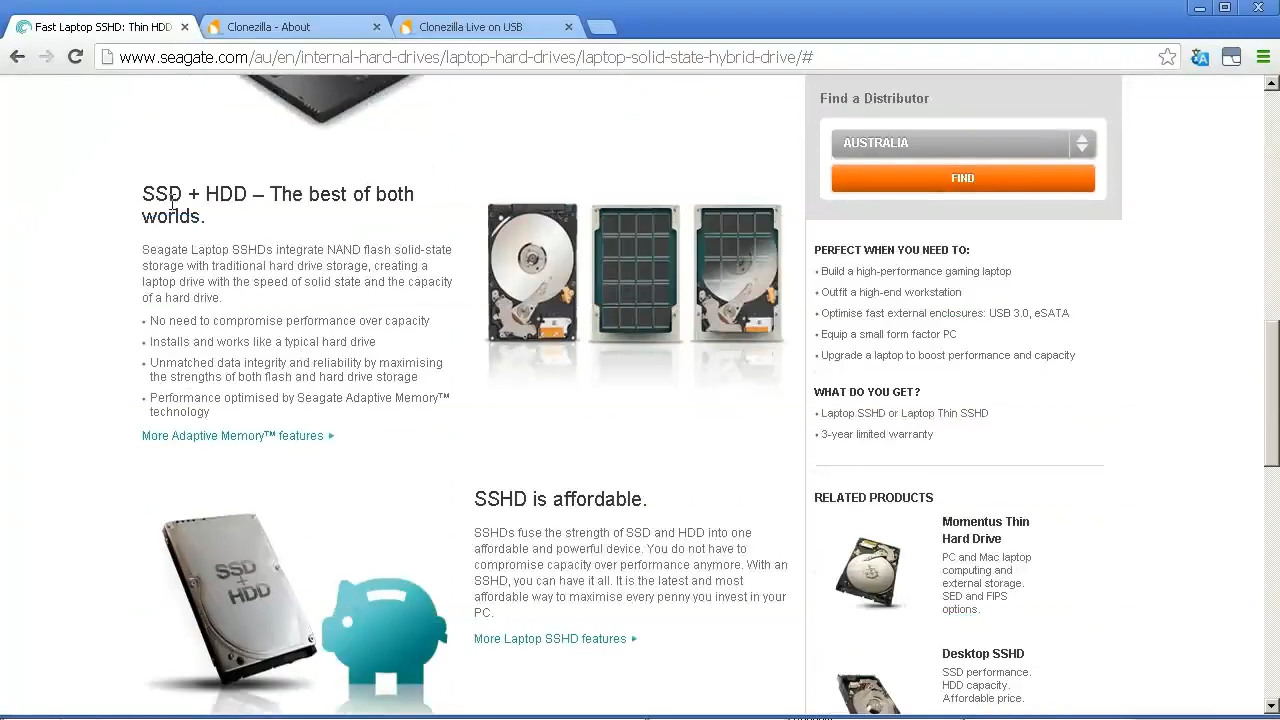 Fast Laptop SSHD: Thin HDD
Clonezilla - About
Clonezilla Live on USB
www.seagate.com/au/en/internal-hard-drives/laptop-hard-drives/laptop-solid-state-hybrid-drive/#
SSD + HDD – The best of both
worlds.
Seagate Laptop SSHDs integrate NAND flash solid-state
storage with traditional hard drive storage, creating a
laptop drive with the speed of solid state and the capacity
of a hard drive.
• No need to compromise performance over capacity
• Installs and works like a typical hard drive
• Unmatched data integrity and reliability by maximising
the strengths of both flash and hard drive storage
• Performance optimised by Seagate Adaptive Memory™
technology
More Adaptive Memory™ features
SSD
+
HDD
SSHD is affordable.
SSHDs fuse the strength of SSD and HDD into one
affordable and powerful device. You do not have to
compromise capacity over performance anymore. With an
SSHD, you can have it all. It is the latest and most
affordable way to maximise every penny you invest in your
PC.
More Laptop SSHD features
Find a Distributor
AUSTRALIA
FIND
PERFECT WHEN YOU NEED TO:
• Build a high-performance gaming laptop
• Outfit a high-end workstation
• Optimise fast external enclosures: USB 3.0, eSATA
• Equip a small form factor PC
• Upgrade a laptop to boost performance and capacity
WHAT DO YOU GET?
• Laptop SSHD or Laptop Thin SSHD
• 3-year limited warranty
RELATED PRODUCTS
Momentus Thin
Hard Drive
PC and Mac laptop
computing and
external storage.
SED and FIPS
options.
Desktop SSHD
SSD performance.
HDD capacity.
Affordable price.